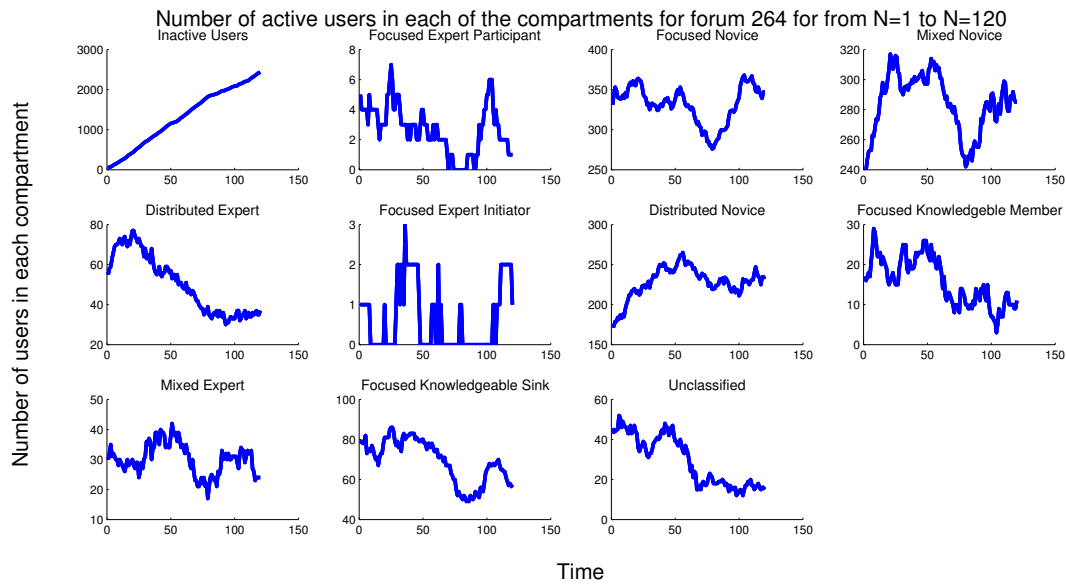 Number of active users in each of the compartments for forum 264 for from N=1 to N=120
Number of users in each compartment
Inactive Users
3000
2000
1000
0
0 50 100 150
Focused Expert Participant
8
6
4
2
0
0 50 100 150
Focused Novice
400
350
300
250
0 50 100 150
Mixed Novice
320
300
280
260
240
0 50 100 150
Distributed Expert
80
60
40
20
0 50 100 150
Focused Expert Initiator
3
2
1
0
0 50 100 150
Distributed Novice
300
250
200
150
0 50 100 150
Focused Knowledgeble Member
30
20
10
0
0 50 100 150
Mixed Expert
50
40
30
20
10
0 50 100 150
Focused Knowledgeable Sink
100
80
60
40
0 50 100 150
Unclassified
60
40
20
0
0 50 100 150
Time